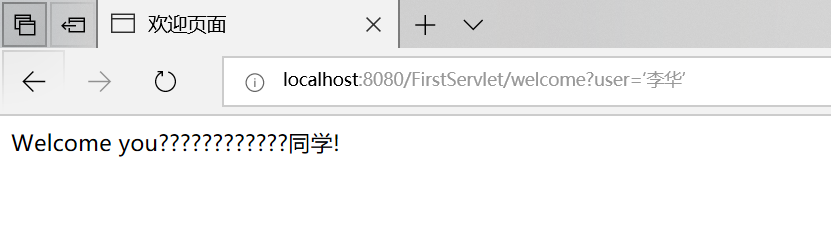 欢迎页面
localhost:8080/FirstServlet/welcome?user=‘李华’
Welcome you????????????同学!